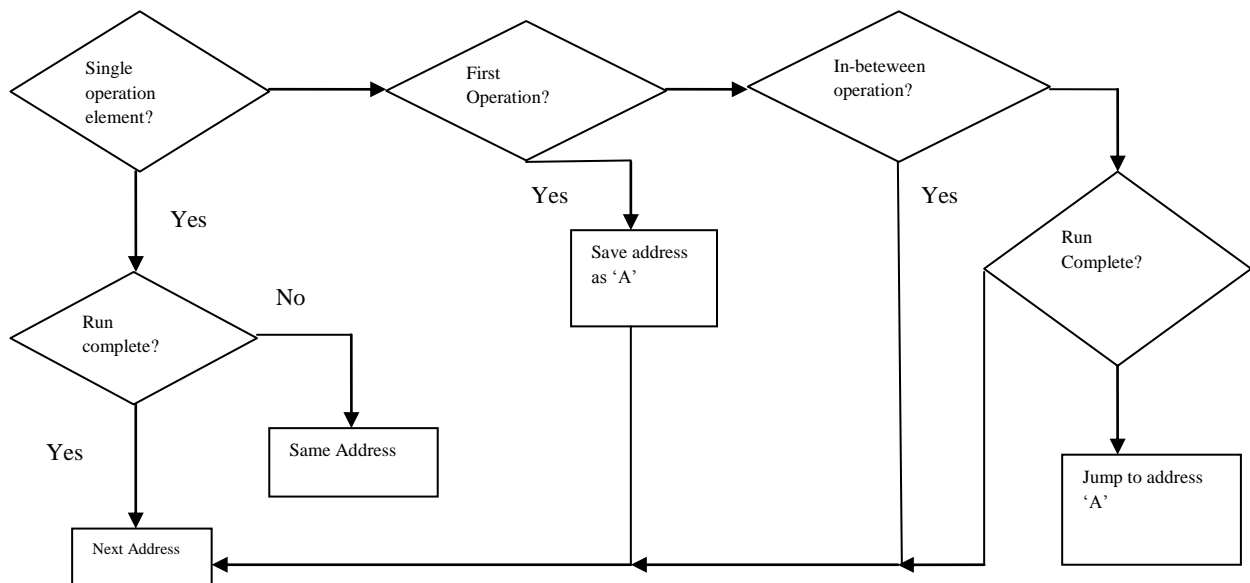 Single
operation
element?
First
Operation?
In-beteween
operation?
Yes
Yes
Yes
Save address
as ‘A’
Run
Complete?
Run
complete?
No
Same Address
Yes
Jump to address
‘A’
Next Address